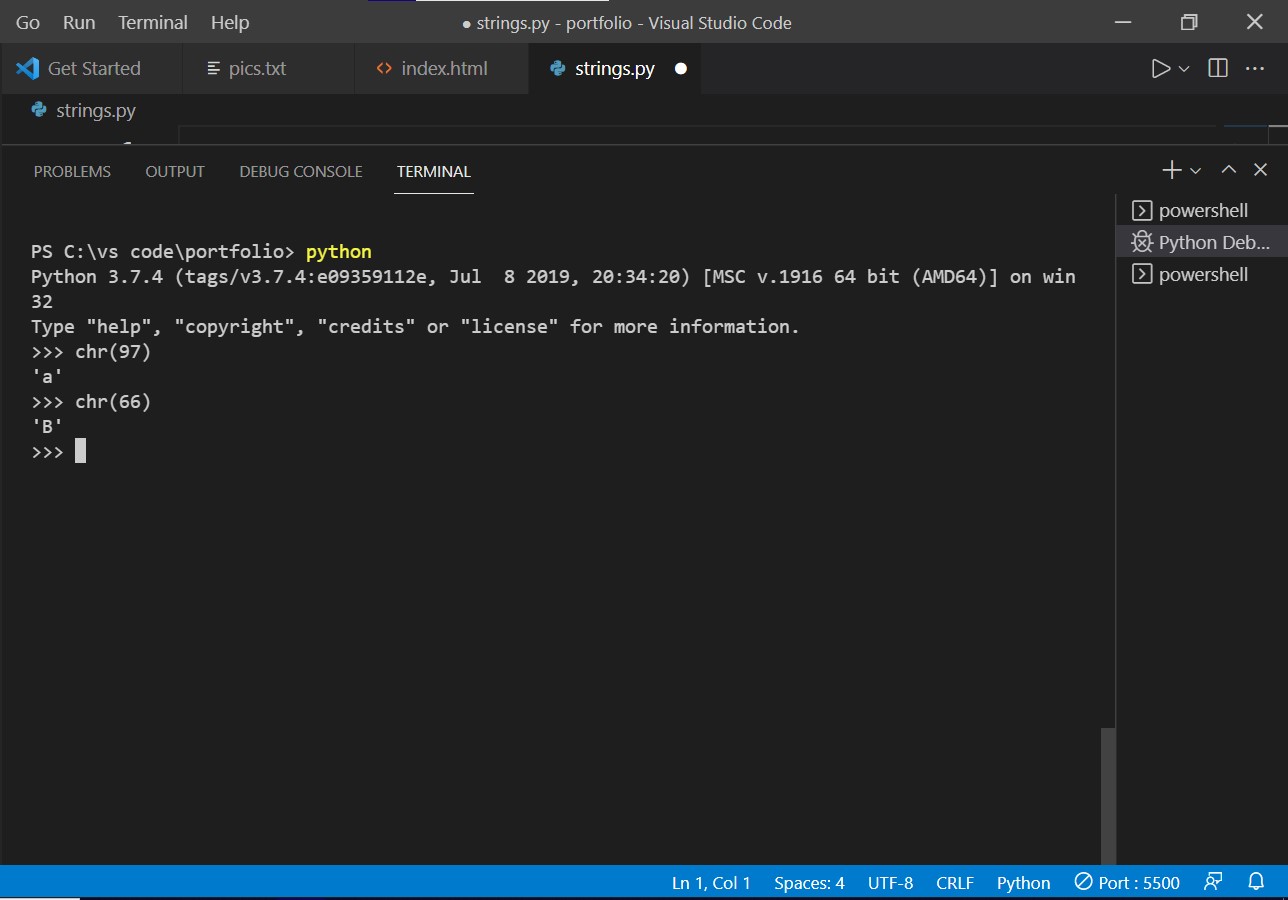 Go Run Terminal Help ● strings.py - portfolio - Visual Studio Code
Get Started pics.txt <> index.html strings.py ●
strings.py
PROBLEMS OUTPUT DEBUG CONSOLE TERMINAL
powershell
Python Deb...
powershell
PS C:\vs code\portfolio> python
Python 3.7.4 (tags/v3.7.4:e09359112e, Jul  8 2019, 20:34:20) [MSC v.1916 64 bit (AMD64)] on win
32
Type "help", "copyright", "credits" or "license" for more information.
>>> chr(97)
'a'
>>> chr(66)
'B'
>>>
Ln 1, Col 1 Spaces: 4 UTF-8 CRLF Python Port : 5500